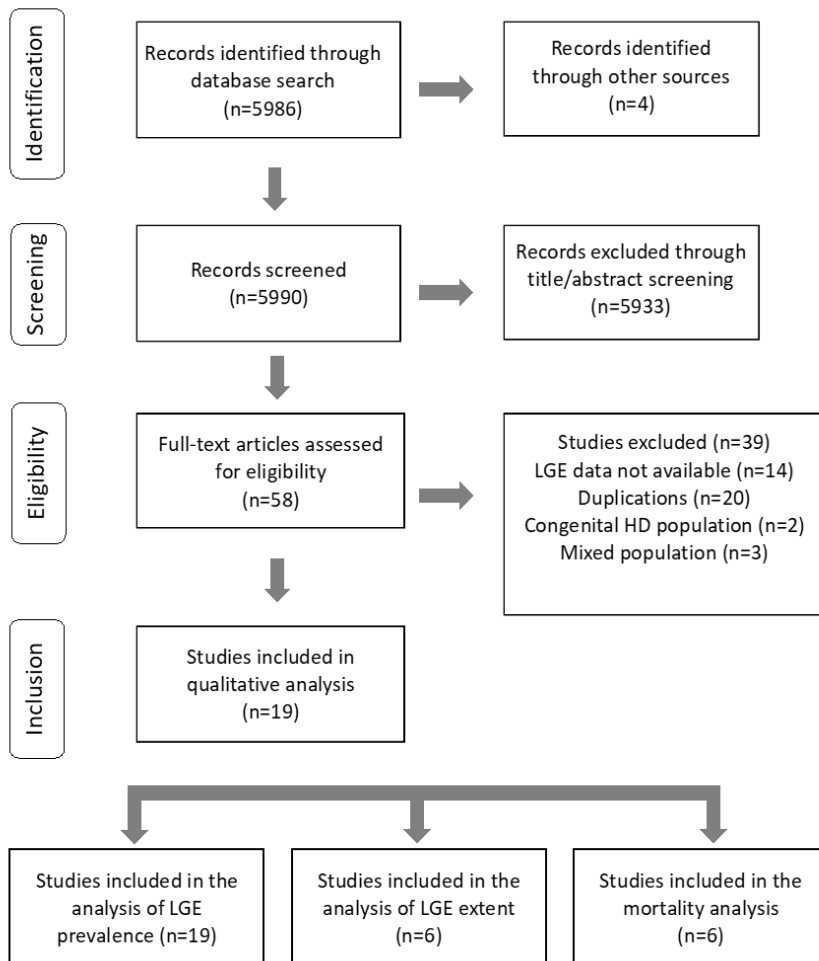 Identification
Records identified through
database search
(n=5986)
Records identified
through other sources
(n=4)
Screening
Records screened
(n=5990)
Records excluded through
title/abstract screening
(n=5933)
Eligibility
Full-text articles assessed
for eligibility
(n=58)
Studies excluded (n=39)
LGE data not available (n=14)
Duplications (n=20)
Congenital HD population (n=2)
Mixed population (n=3)
Inclusion
Studies included in
qualitative analysis
(n=19)
Studies included in the
analysis of LGE
prevalence (n=19)
Studies included in the
analysis of LGE extent
(n=6)
Studies included in the
mortality analysis
(n=6)